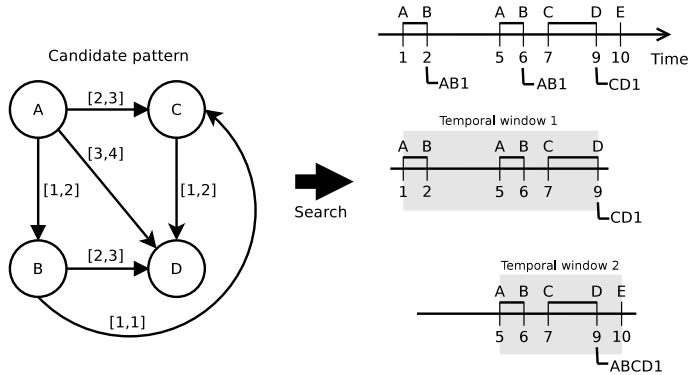 Candidate pattern
A
[2,3]
C
[3,4]
[1,2]
[1,2]
B
[2,3]
D
[1,1]
Search
A B A B C D E
1 2 5 6 7 9 10 Time
AB1 AB1 CD1
Temporal window 1
A B A B C D
1 2 5 6 7 9
CD1
Temporal window 2
A B C D E
5 6 7 9 10
ABCD1